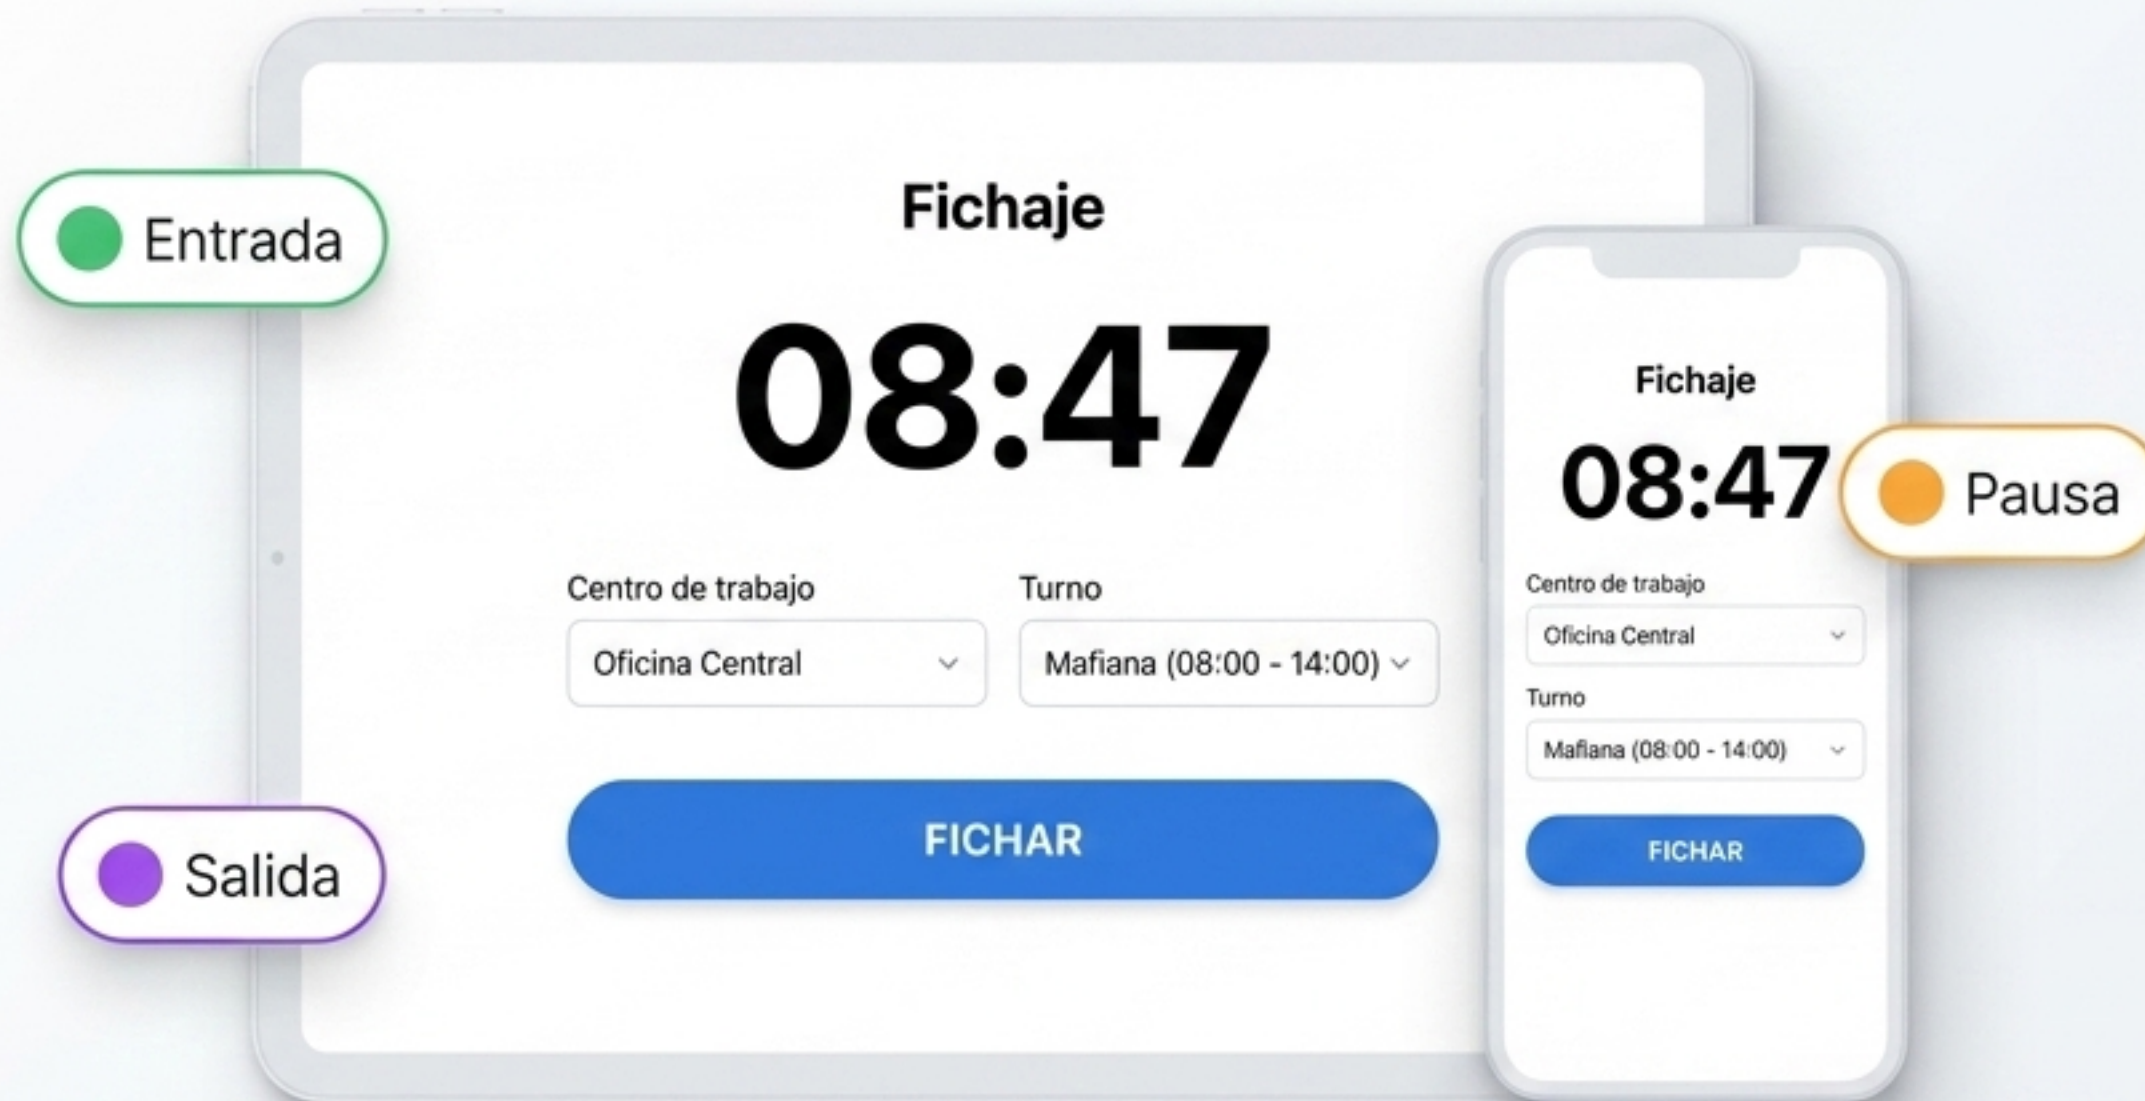 Entrada
Fichaje
08:47
Centro de trabajo
Turno
Oficina Central
Mafiana (08:00 - 14:00)
FICHAR
Salida
Fichaje
08:47
Pausa
Centro de trabajo
Oficina Central
Turno
Mafiana (08:00 - 14:00)
FICHAR